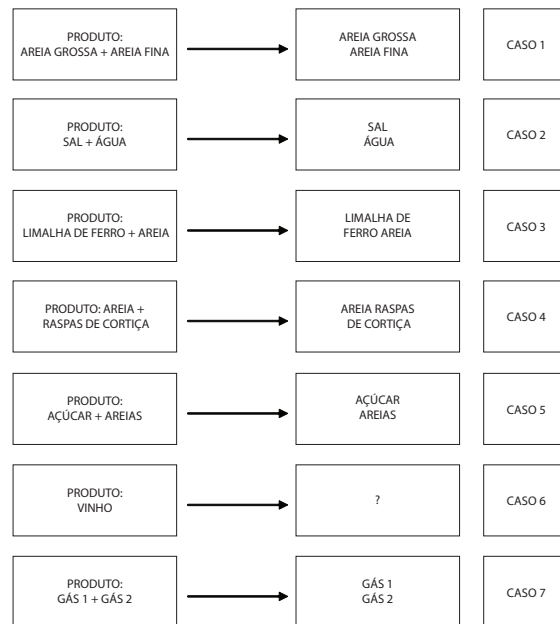 PRODUTO:
AREIA GROSSA + AREIA FINA
AREIA GROSSA
AREIA FINA
CASO 1
PRODUTO:
SAL + ÁGUA
SAL
ÁGUA
CASO 2
PRODUTO:
LIMALHA DE FERRO + AREIA
LIMALHA DE
FERRO AREIA
CASO 3
PRODUTO: AREIA +
RASPAS DE CORTIÇA
AREIA RASPAS
DE CORTIÇA
CASO 4
PRODUTO:
AÇÚCAR + AREIAS
AÇÚCAR
AREIAS
CASO 5
PRODUTO:
VINHO
?
CASO 6
PRODUTO:
GÁS 1 + GÁS 2
GÁS 1
GÁS 2
CASO 7